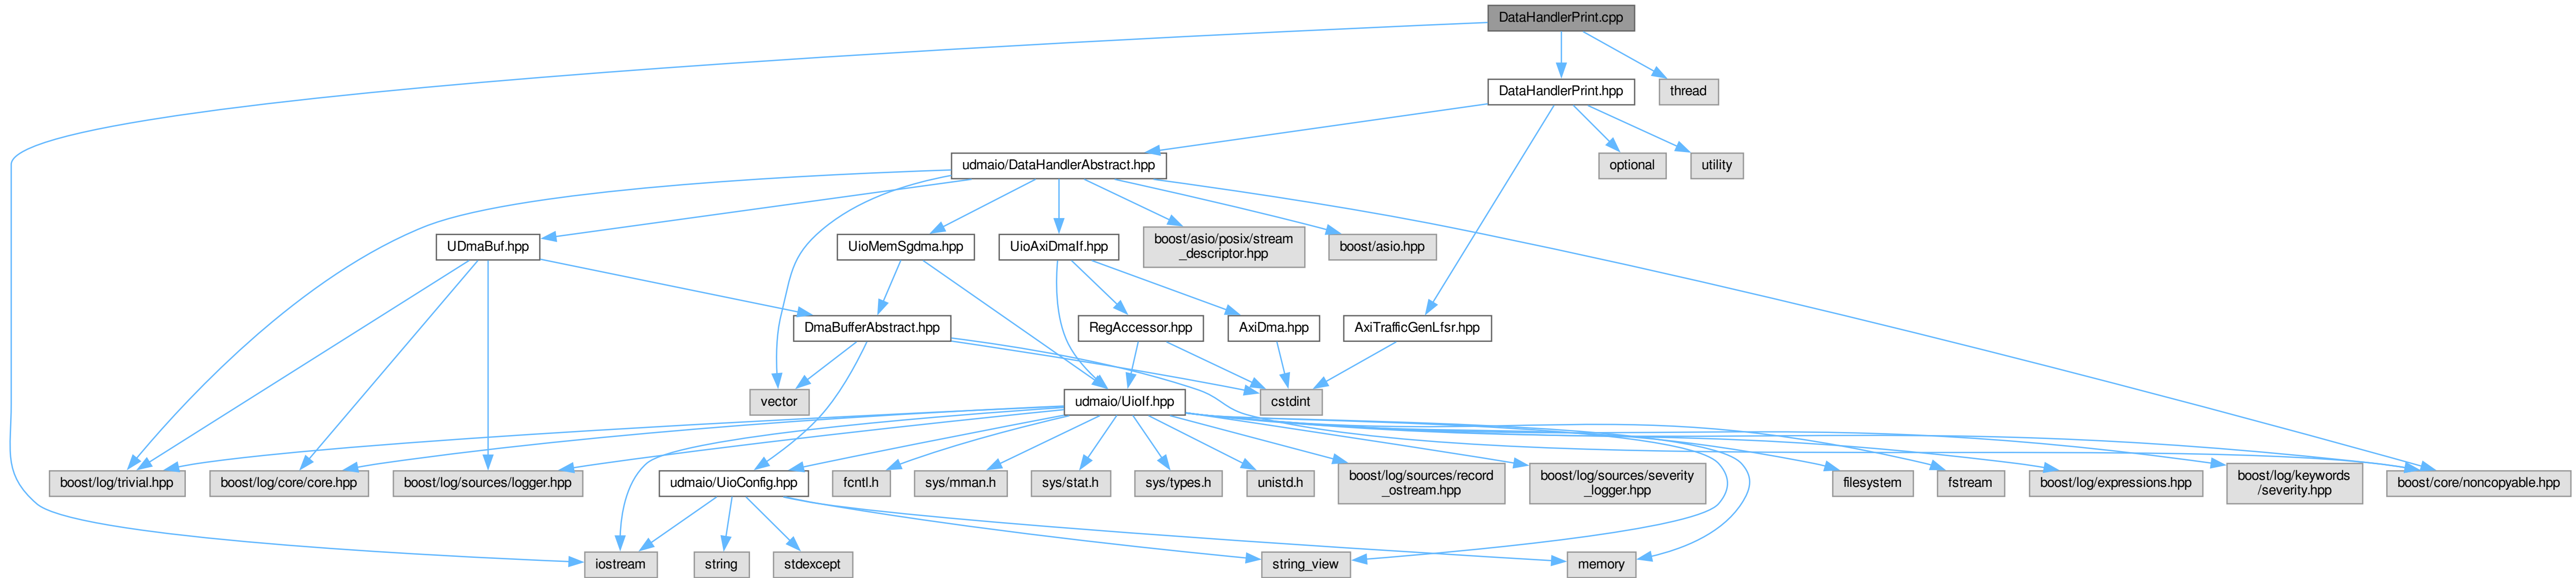 DataHandlerPrint.cpp
DataHandlerPrint.hpp
thread
udmaio/DataHandlerAbstract.hpp
optional
utility
UDmaBuf.hpp
UioMemSgdma.hpp
UioAxiDmaIf.hpp
boost/asio/posix/stream
_descriptor.hpp
boost/asio.hpp
DmaBufferAbstract.hpp
RegAccessor.hpp
AxiDma.hpp
AxiTrafficGenLfsr.hpp
vector
udmaio/UioIf.hpp
cstdint
boost/log/trivial.hpp
boost/log/core/core.hpp
boost/log/sources/logger.hpp
udmaio/UioConfig.hpp
fcntl.h
sys/mman.h
sys/stat.h
sys/types.h
unistd.h
boost/log/sources/record
_ostream.hpp
boost/log/sources/severity
_logger.hpp
filesystem
fstream
boost/log/expressions.hpp
boost/log/keywords
/severity.hpp
boost/core/noncopyable.hpp
iostream
string
stdexcept
string_view
memory